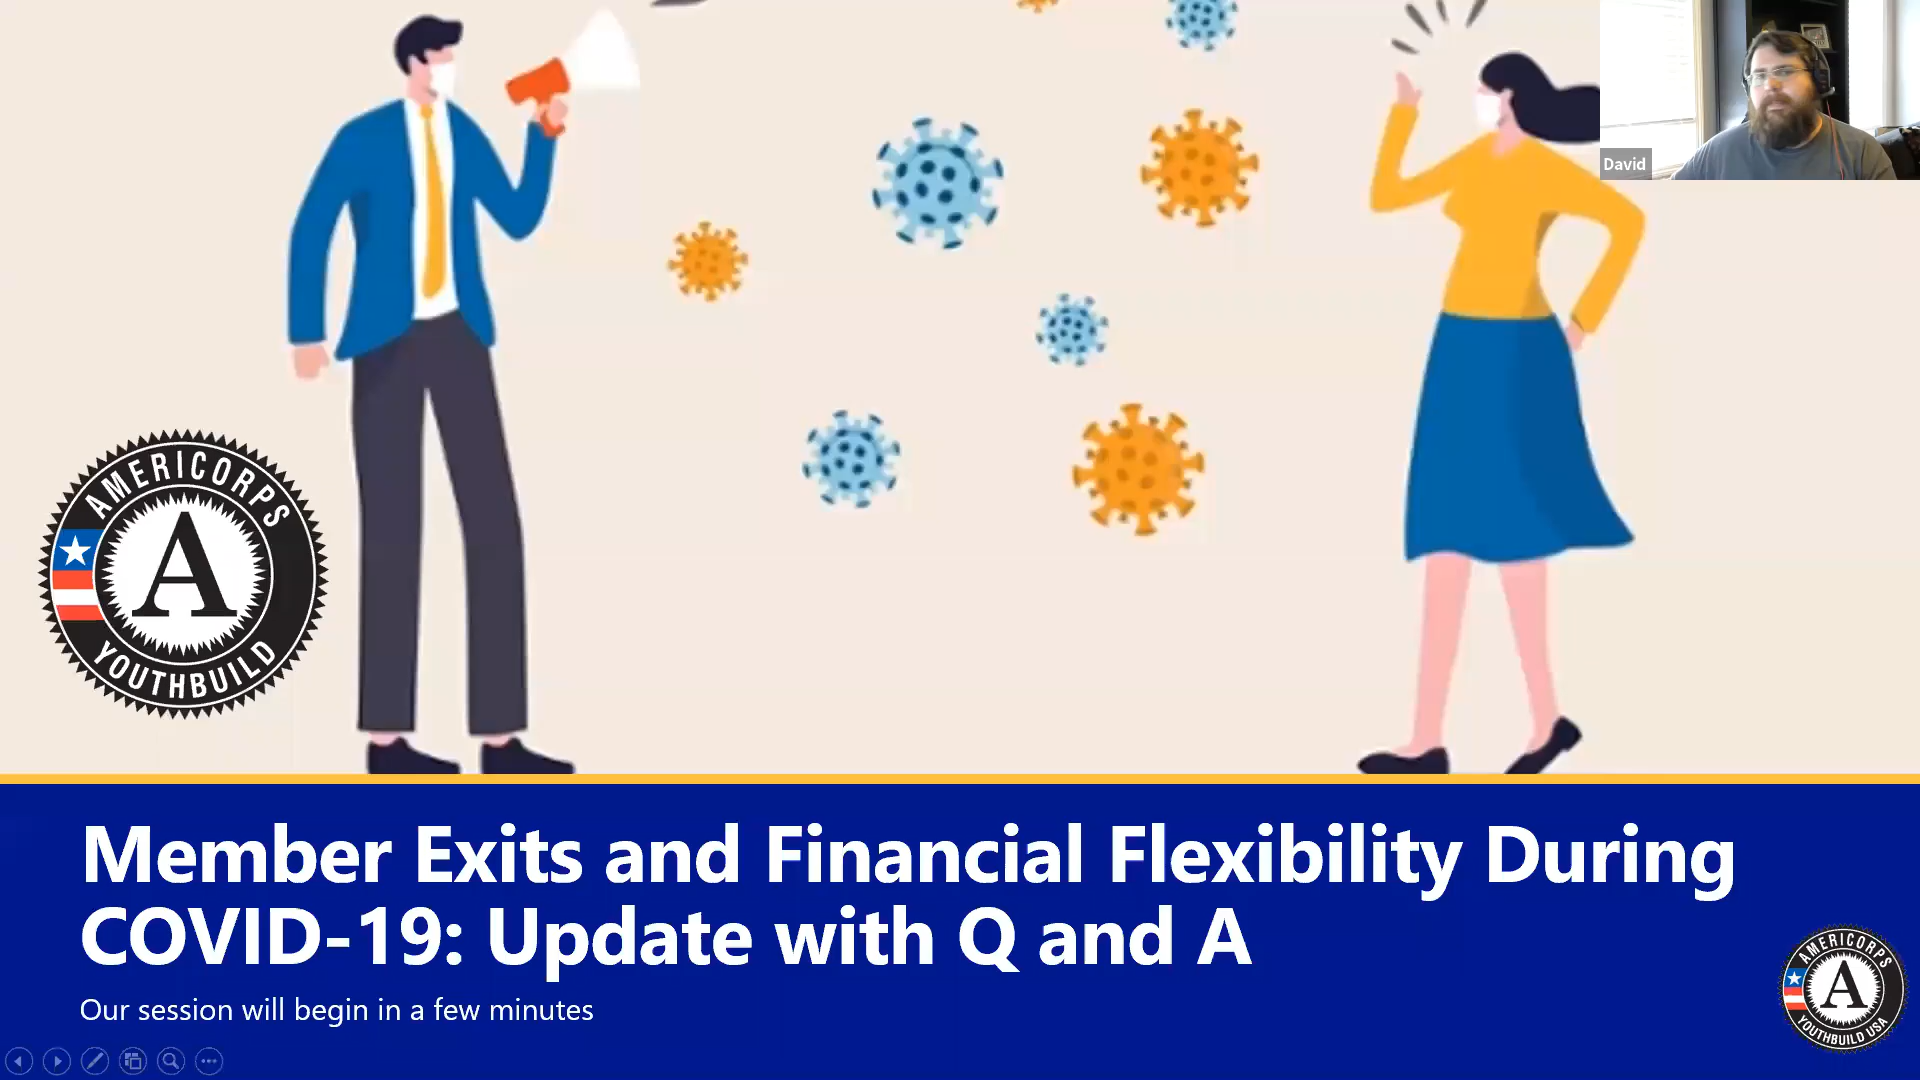 David
AMERICORPS
A
YOUTHBUILD
Member Exits and Financial Flexibility During
COVID-19: Update with Q and A
Our session will begin in a few minutes
AMERICORPS
A
YOUTHBUILD USA